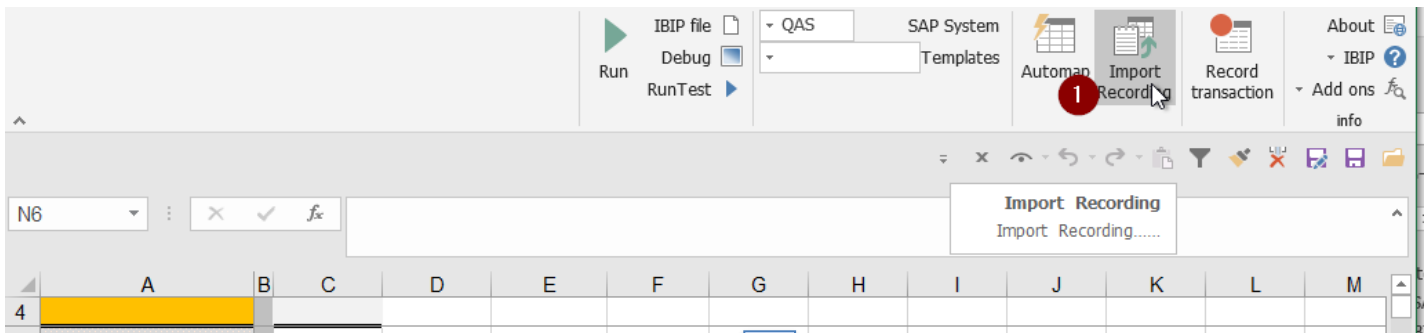 IBIP file
QAS
SAP System
About
Debug
Templates
IBIP
Run
Automap
Import
Recording
Record
transaction
RunTest
Add ons
1
info
Import Recording
N6
fx
Import Recording......
A B C D E F G H I J K L M
4